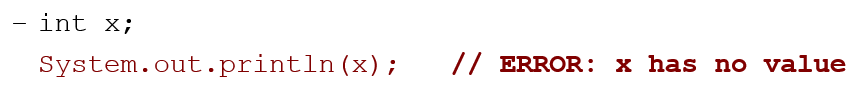 – int x;
System.out.println(x);   // ERROR: x has no value